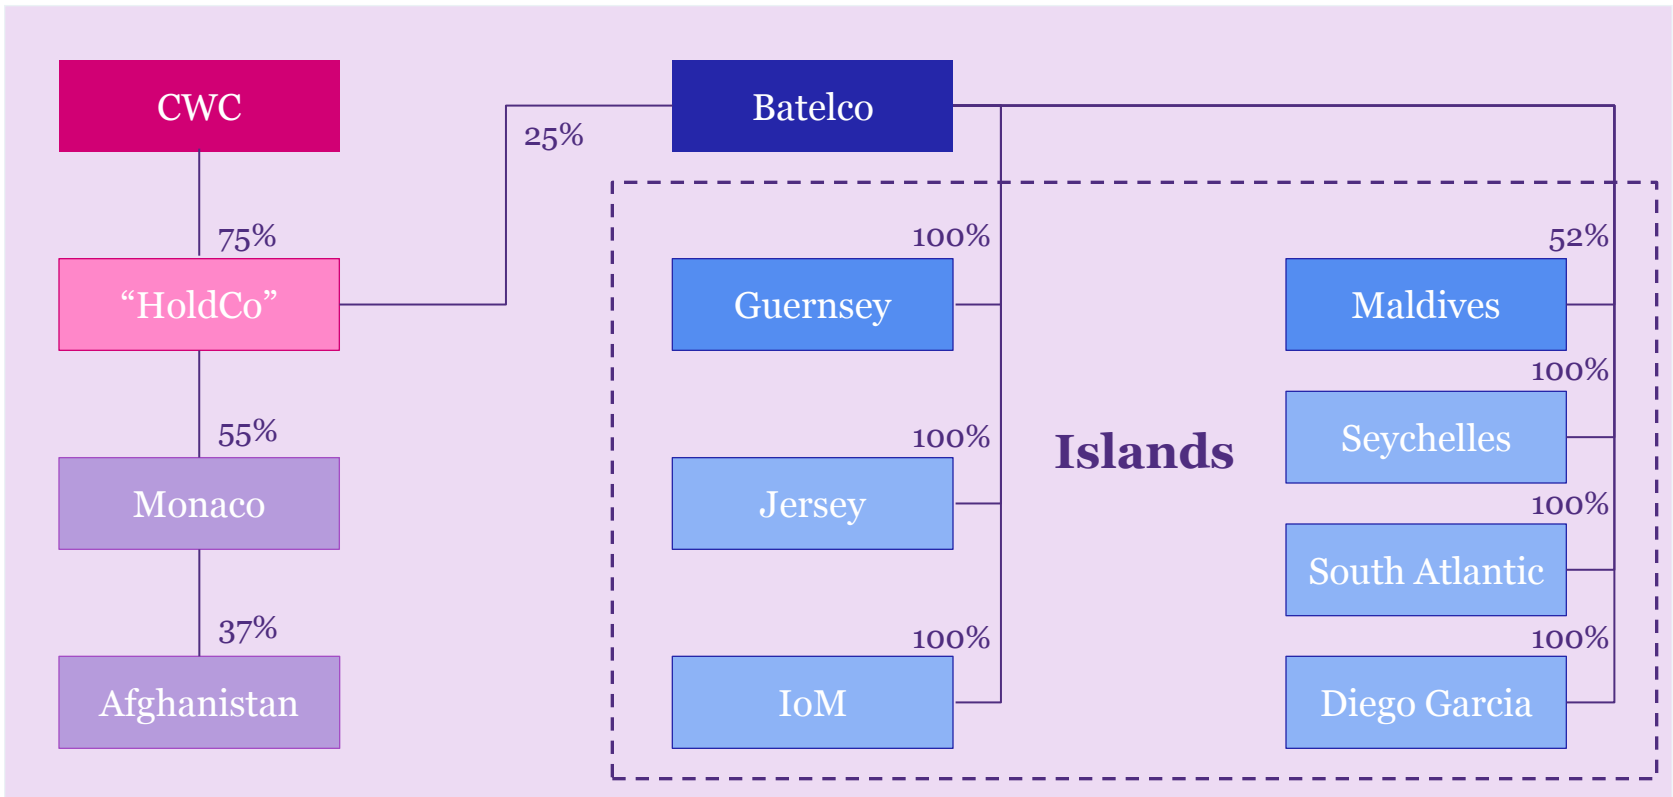 CWC
Batelco
25%
75%
100%
52%
“HoldCo”
Guernsey
Maldives
100%
55%
100%
Islands
Seychelles
Monaco
Jersey
100%
South Atlantic
37%
100%
100%
Afghanistan
IoM
Diego Garcia